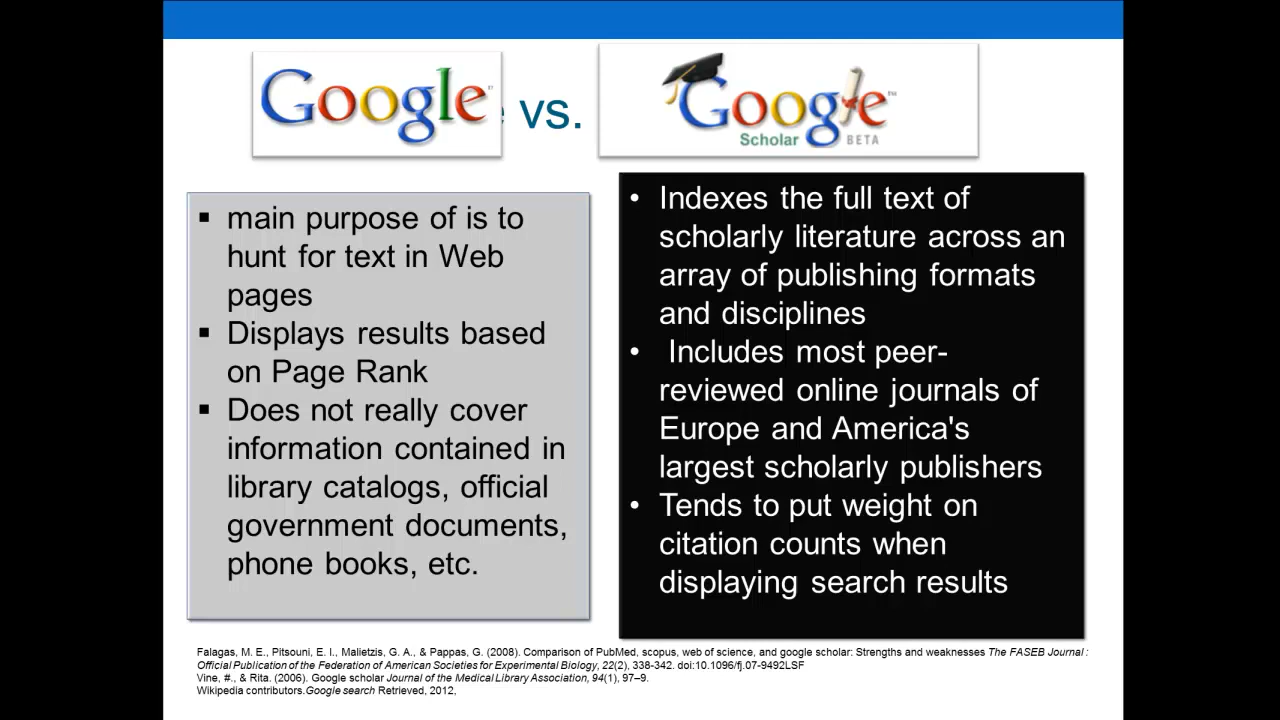 Google vs. Google
Scholar BETA
main purpose of is to
hunt for text in Web
pages
Displays results based
on Page Rank
Does not really cover
information contained in
library catalogs, official
government documents,
phone books, etc.
Indexes the full text of
scholarly literature across an
array of publishing formats
and disciplines
Includes most peer-
reviewed online journals of
Europe and America's
largest scholarly publishers
Tends to put weight on
citation counts when
displaying search results
Falagas, M. E., Pitsouni, E. I., Malietzis, G. A., & Pappas, G. (2008). Comparison of PubMed, scopus, web of science, and google scholar: Strengths and weaknesses The FASEB Journal :
Official Publication of the Federation of American Societies for Experimental Biology, 22(2), 338-342. doi:10.1096/fj.07-9492LSF
Vine, #., & Rita. (2006). Google scholar Journal of the Medical Library Association, 94(1), 97–9.
Wikipedia contributors.Google search Retrieved, 2012,